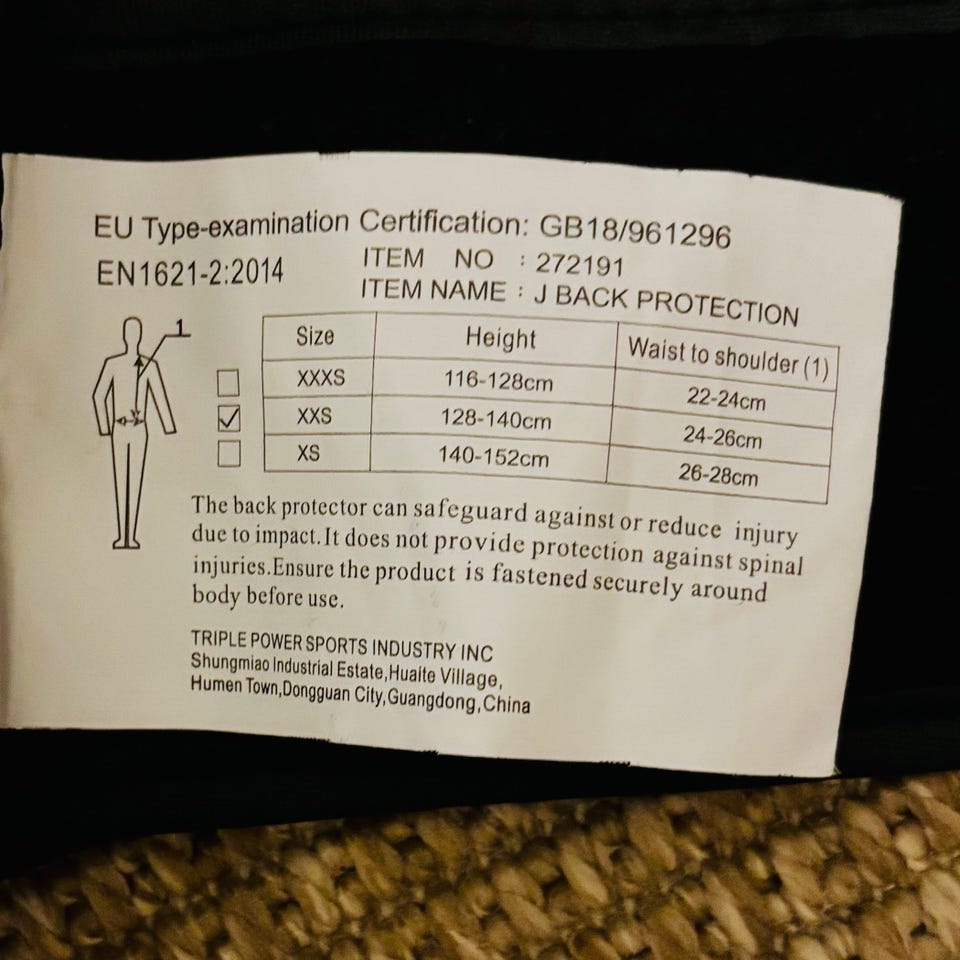 EU Type-examination Certification: GB18/961296
EN1621-2:2014
ITEM NO : 272191
ITEM NAME : J BACK PROTECTION
1
Size Height Waist to shoulder (1)
XXXS 116-128cm 22-24cm
XXS 128-140cm 24-26cm
XS 140-152cm 26-28cm
The back protector can safeguard against or reduce injury
due to impact.It does not provide protection against spinal
injuries.Ensure the product is fastened securely around
body before use.
TRIPLE POWER SPORTS INDUSTRY INC
Shungmiao Industrial Estate,Huaite Village,
Humen Town,Dongguan City,Guangdong,China